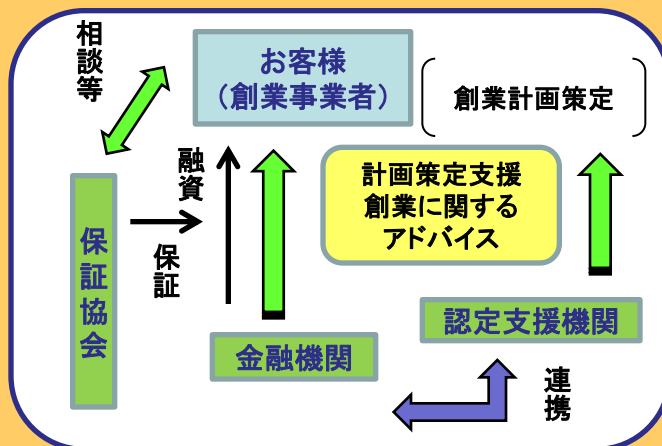 相談等
お客様
（創業事業者）
創業計画策定
融資
計画策定支援
創業に関する
アドバイス
保証協会
保証
認定支援機関
金融機関
連携